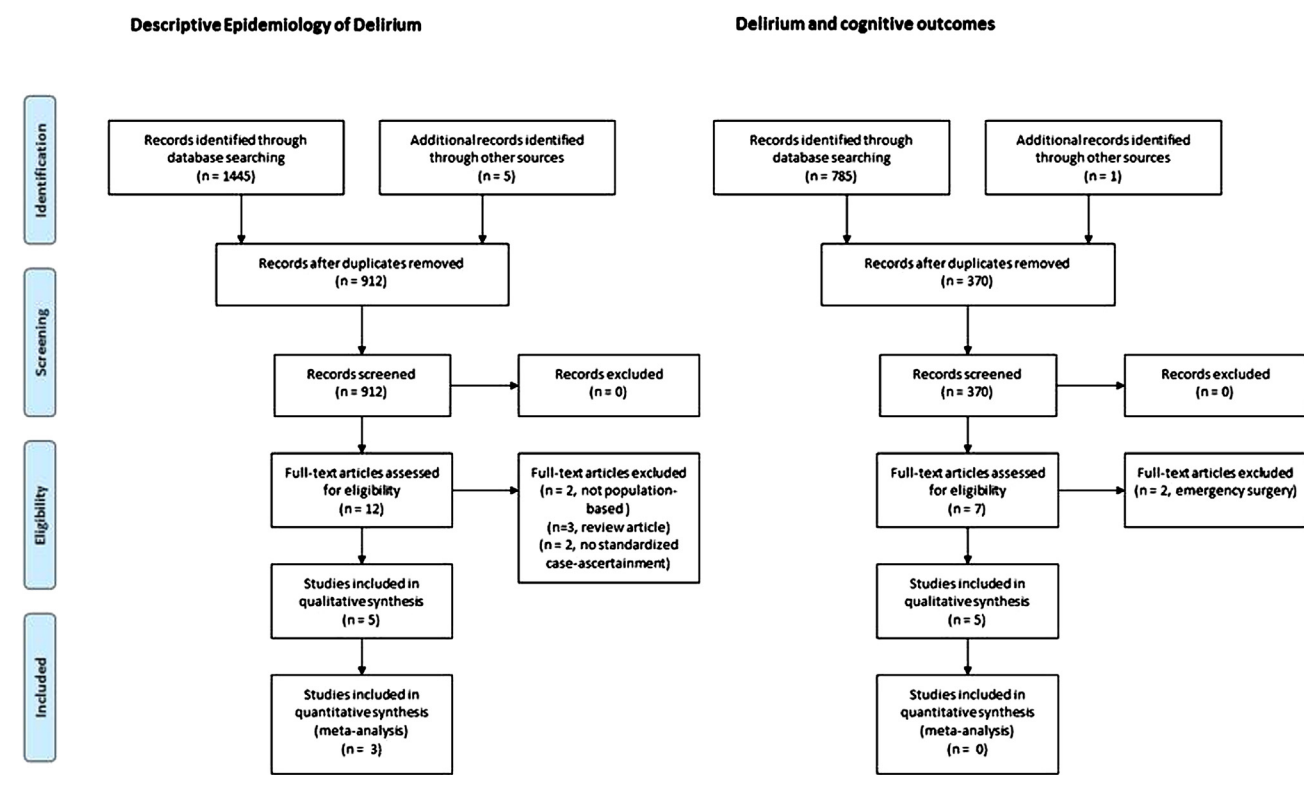 Descriptive Epidemiology of Delirium
Delirium and cognitive outcomes
Identification
Records identified through
database searching
(n = 1445)
Additional records identified
through other sources
(n = 5)
Records identified through
database searching
(n = 785)
Additional records identified
through other sources
(n = 1)
Records after duplicates removed
(n = 912)
Records after duplicates removed
(n = 370)
Screening
Records screened
(n = 912)
Records excluded
(n = 0)
Records screened
(n = 370)
Records excluded
(n = 0)
Eligibility
Full-text articles assessed
for eligibility
(n = 12)
Full-text articles excluded
(n = 2, not population-
based )
(n=3, review article)
(n = 2, no standardized
case-ascertainment)
Full-text articles assessed
for eligibility
(n = 7)
Full-text articles excluded
(n = 2, emergency surgery)
Studies included in
qualitative synthesis
(n = 5)
Studies included in
qualitative synthesis
(n = 5)
Included
Studies included in
quantitative synthesis
(meta-analysis)
(n = 3)
Studies included in
quantitative synthesis
(meta-analysis)
(n = 0)